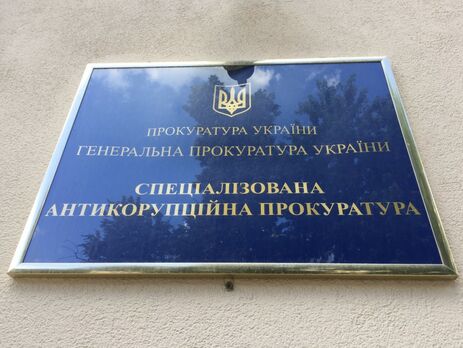 ПРОКУРАТУРА УКРАЇНИ
ГЕНЕРАЛЬНА ПРОКУРАТУРА УКРАЇНИ
СПЕЦІАЛІЗОВАНА
АНТИКОРУПЦІЙНА ПРОКУРАТУРА